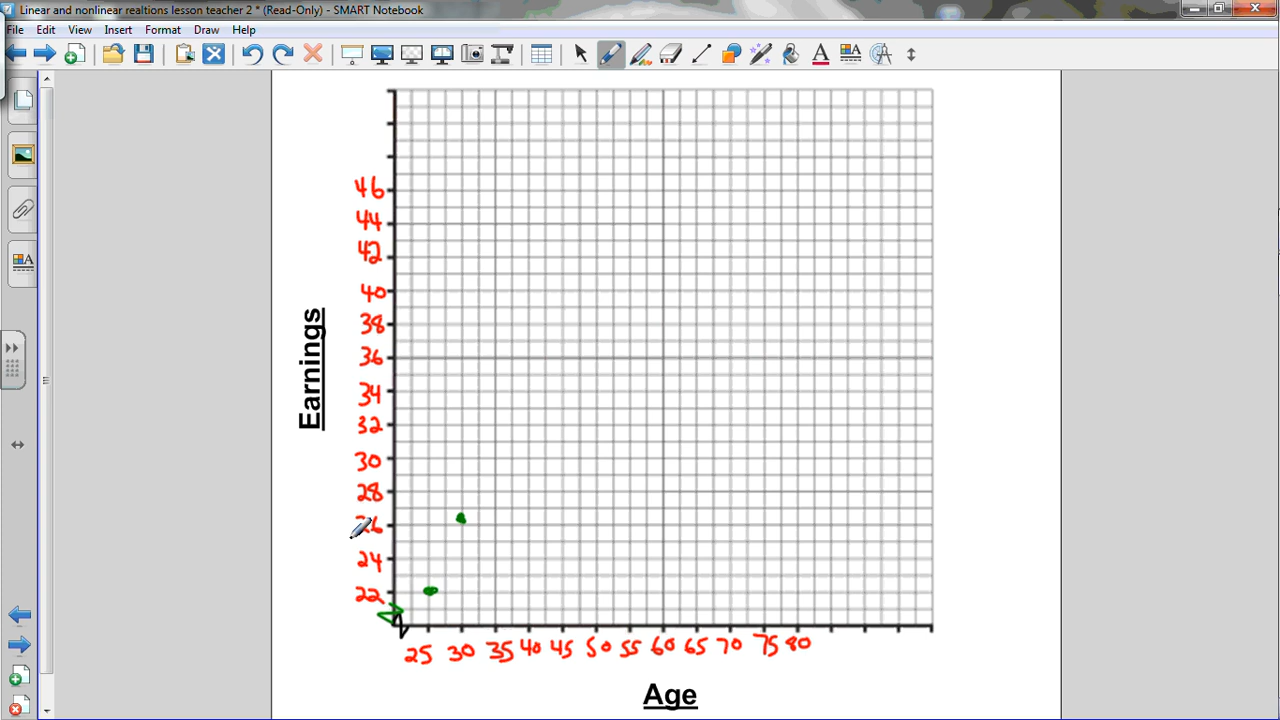 Linear and nonlinear realtions lesson teacher 2 * (Read-Only) - SMART Notebook
File Edit View Insert Format Draw Help
46
44
42
40
38
36
34
32
30
28
26
24
22
Earnings
25 30 35 40 45 50 55 60 65 70 75 80
Age